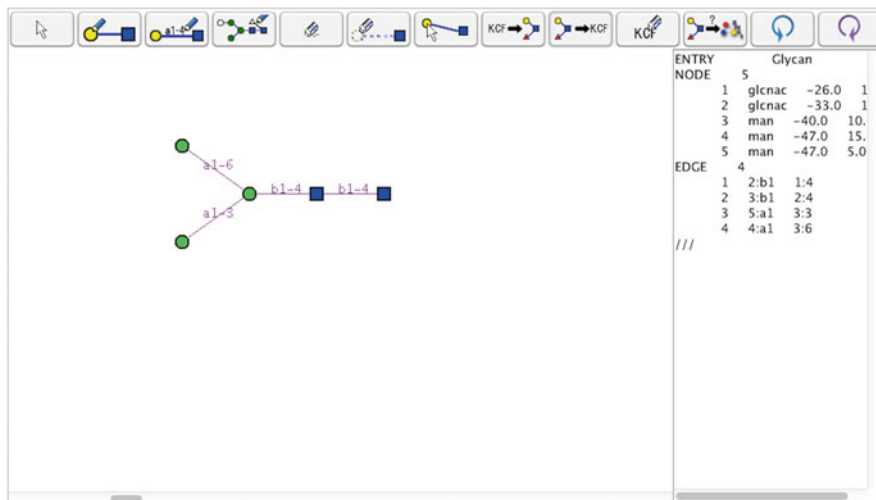 a1-4 KCF KCF KCF ?
ENTRY Glycan
NODE 5
1 glcnac -26.0 1
2 glcnac -33.0 1
3 man -40.0 10.
4 man -47.0 15.
5 man -47.0 5.0
EDGE 4
1 2:b1 1:4
2 3:b1 2:4
3 5:a1 3:3
4 4:a1 3:6
///
a1-6
b1-4 b1-4
a1-3